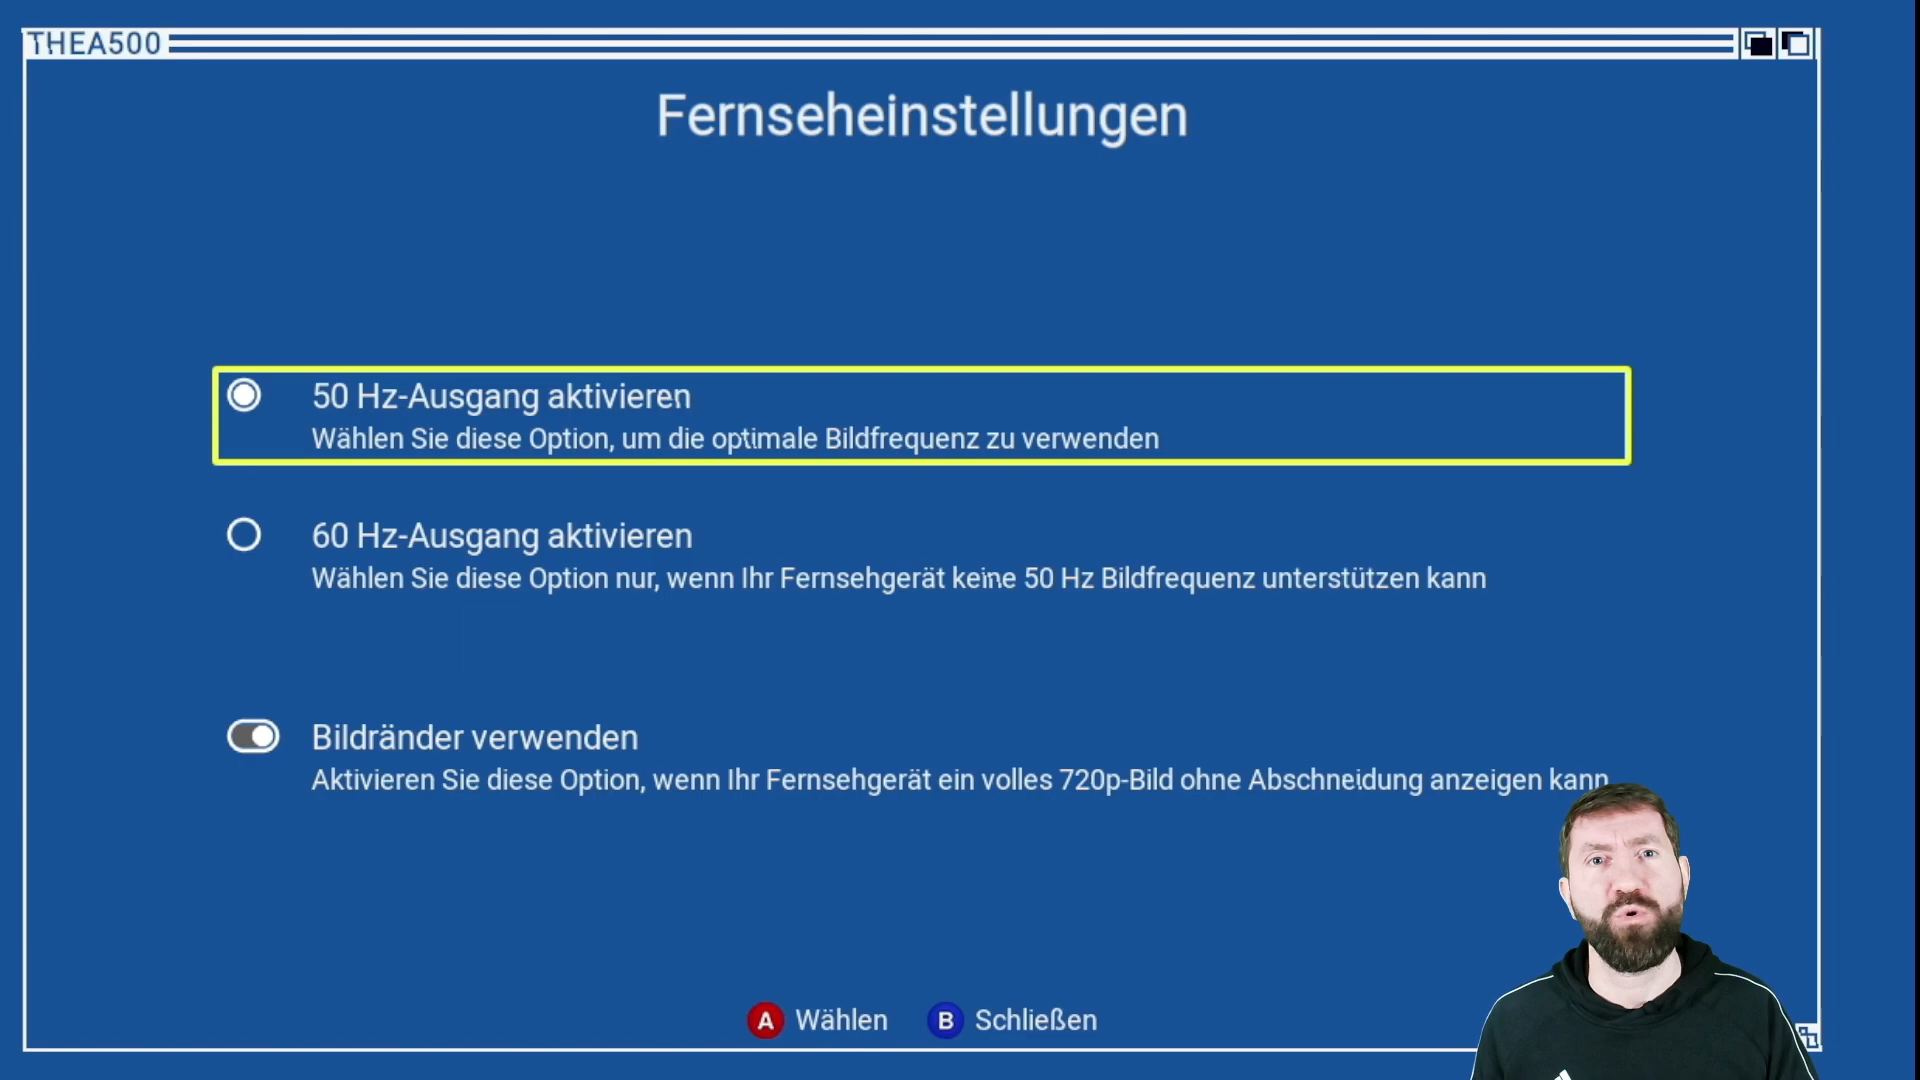 THEA500
Fernseheinstellungen
50 Hz-Ausgang aktivieren
Wählen Sie diese Option, um die optimale Bildfrequenz zu verwenden
60 Hz-Ausgang aktivieren
Wählen Sie diese Option nur, wenn Ihr Fernsehgerät keine 50 Hz Bildfrequenz unterstützen kann
Bildränder verwenden
Aktivieren Sie diese Option, wenn Ihr Fernsehgerät ein volles 720p-Bild ohne Abschneidung anzeigen kann
A Wählen B Schließen